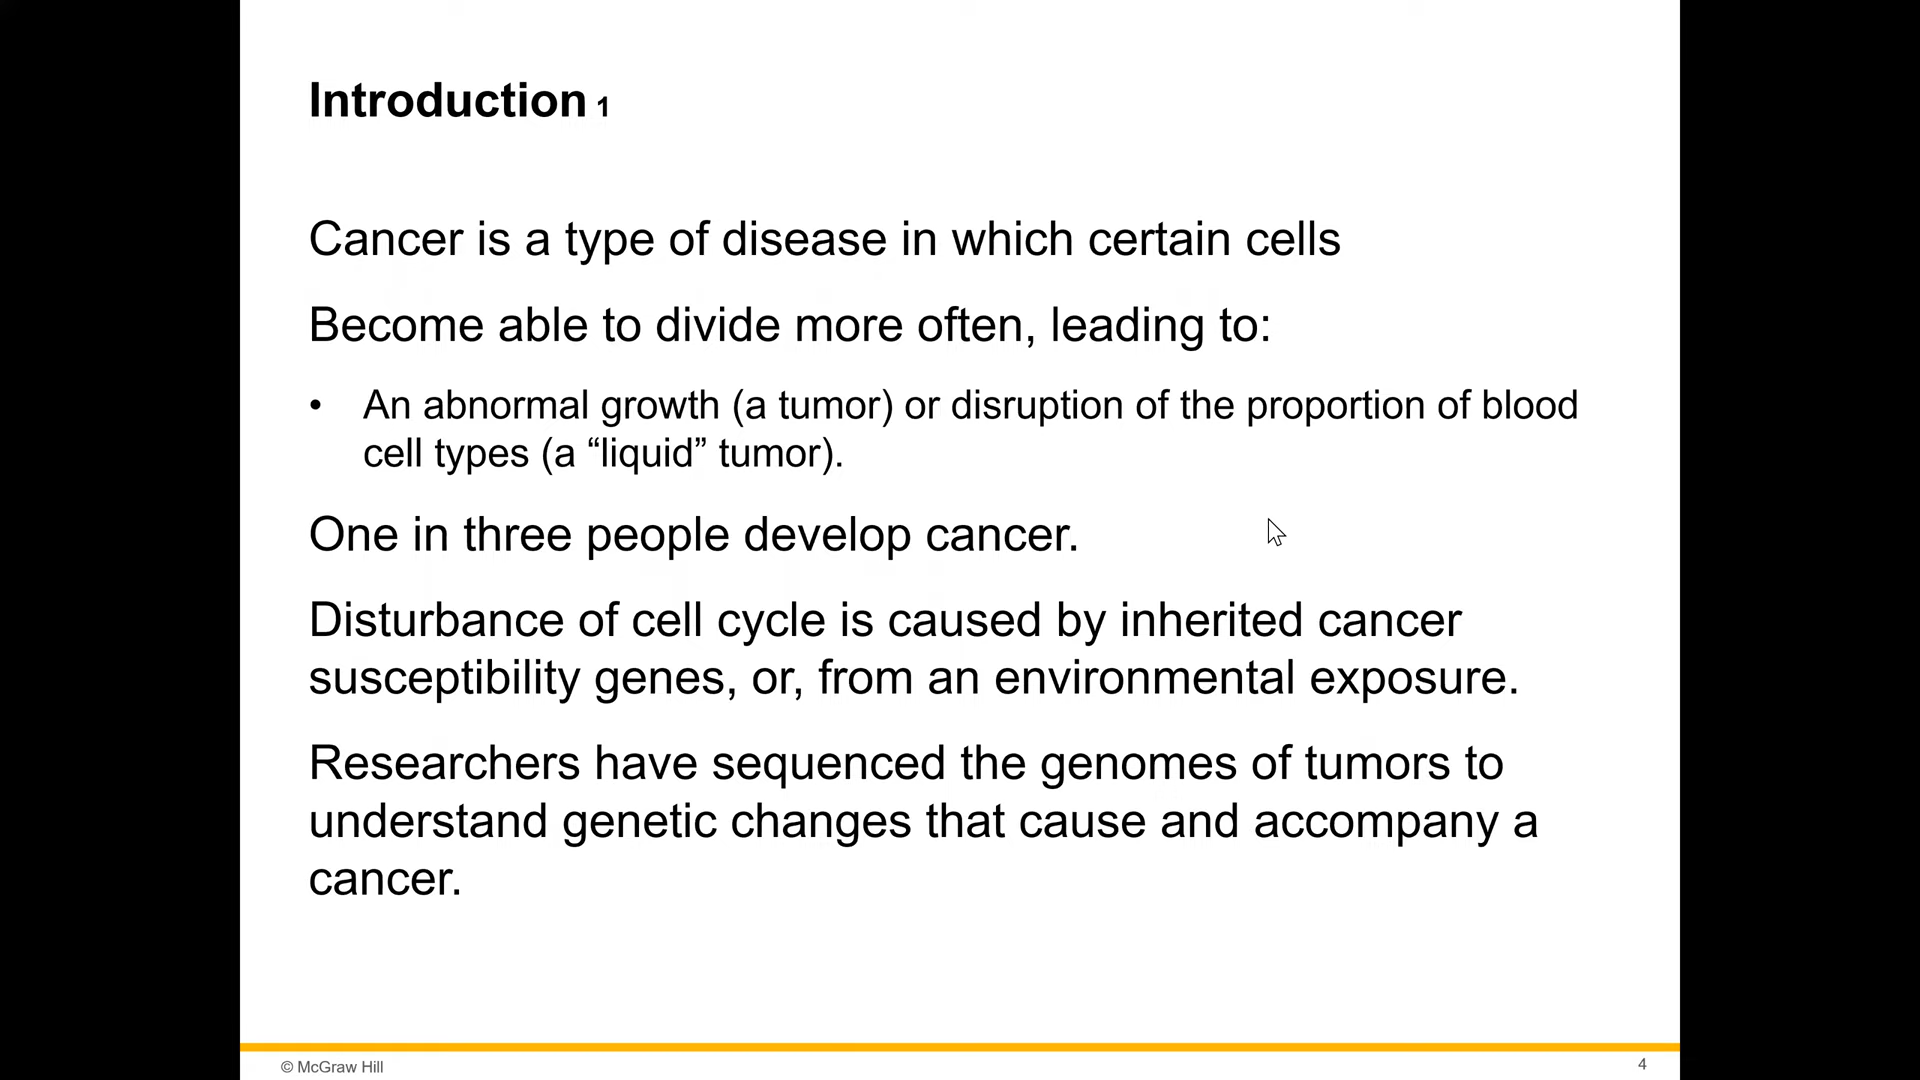 Introduction 1
Cancer is a type of disease in which certain cells
Become able to divide more often, leading to:
• An abnormal growth (a tumor) or disruption of the proportion of blood
cell types (a “liquid” tumor).
One in three people develop cancer.
Disturbance of cell cycle is caused by inherited cancer
susceptibility genes, or, from an environmental exposure.
Researchers have sequenced the genomes of tumors to
understand genetic changes that cause and accompany a
cancer.
© McGraw Hill
4